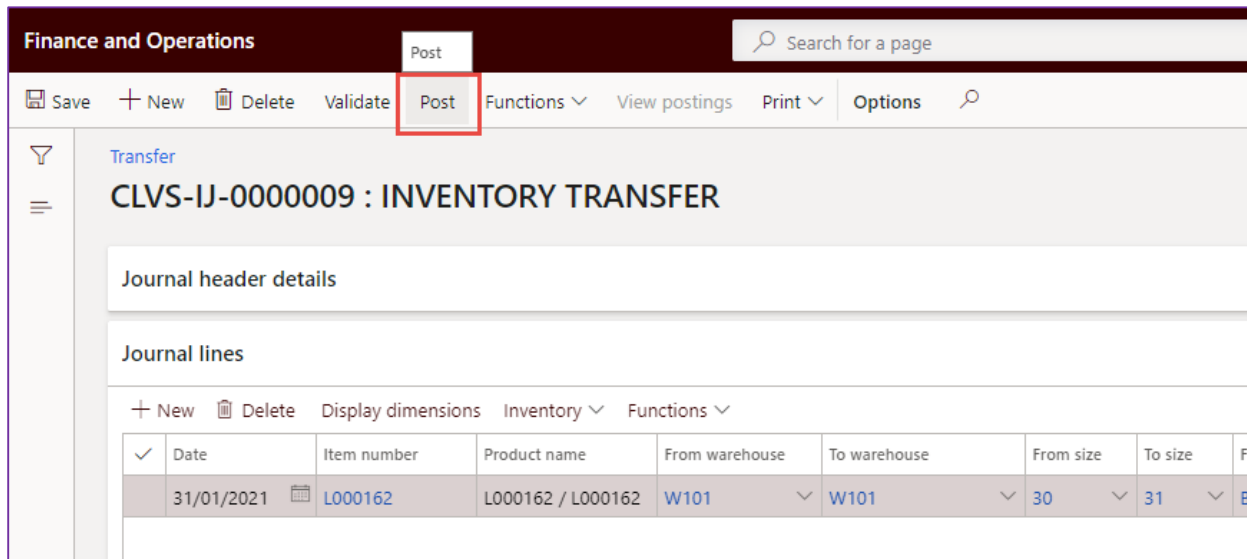 Finance and Operations
Post
Search for a page
Save New Delete Validate Post Functions View postings Print Options
Transfer
CLVS-IJ-0000009 : INVENTORY TRANSFER
Journal header details
Journal lines
New Delete Display dimensions Inventory Functions
Date Item number Product name From warehouse To warehouse From size To size
31/01/2021 L000162 L000162 / L000162 W101 W101 30 31